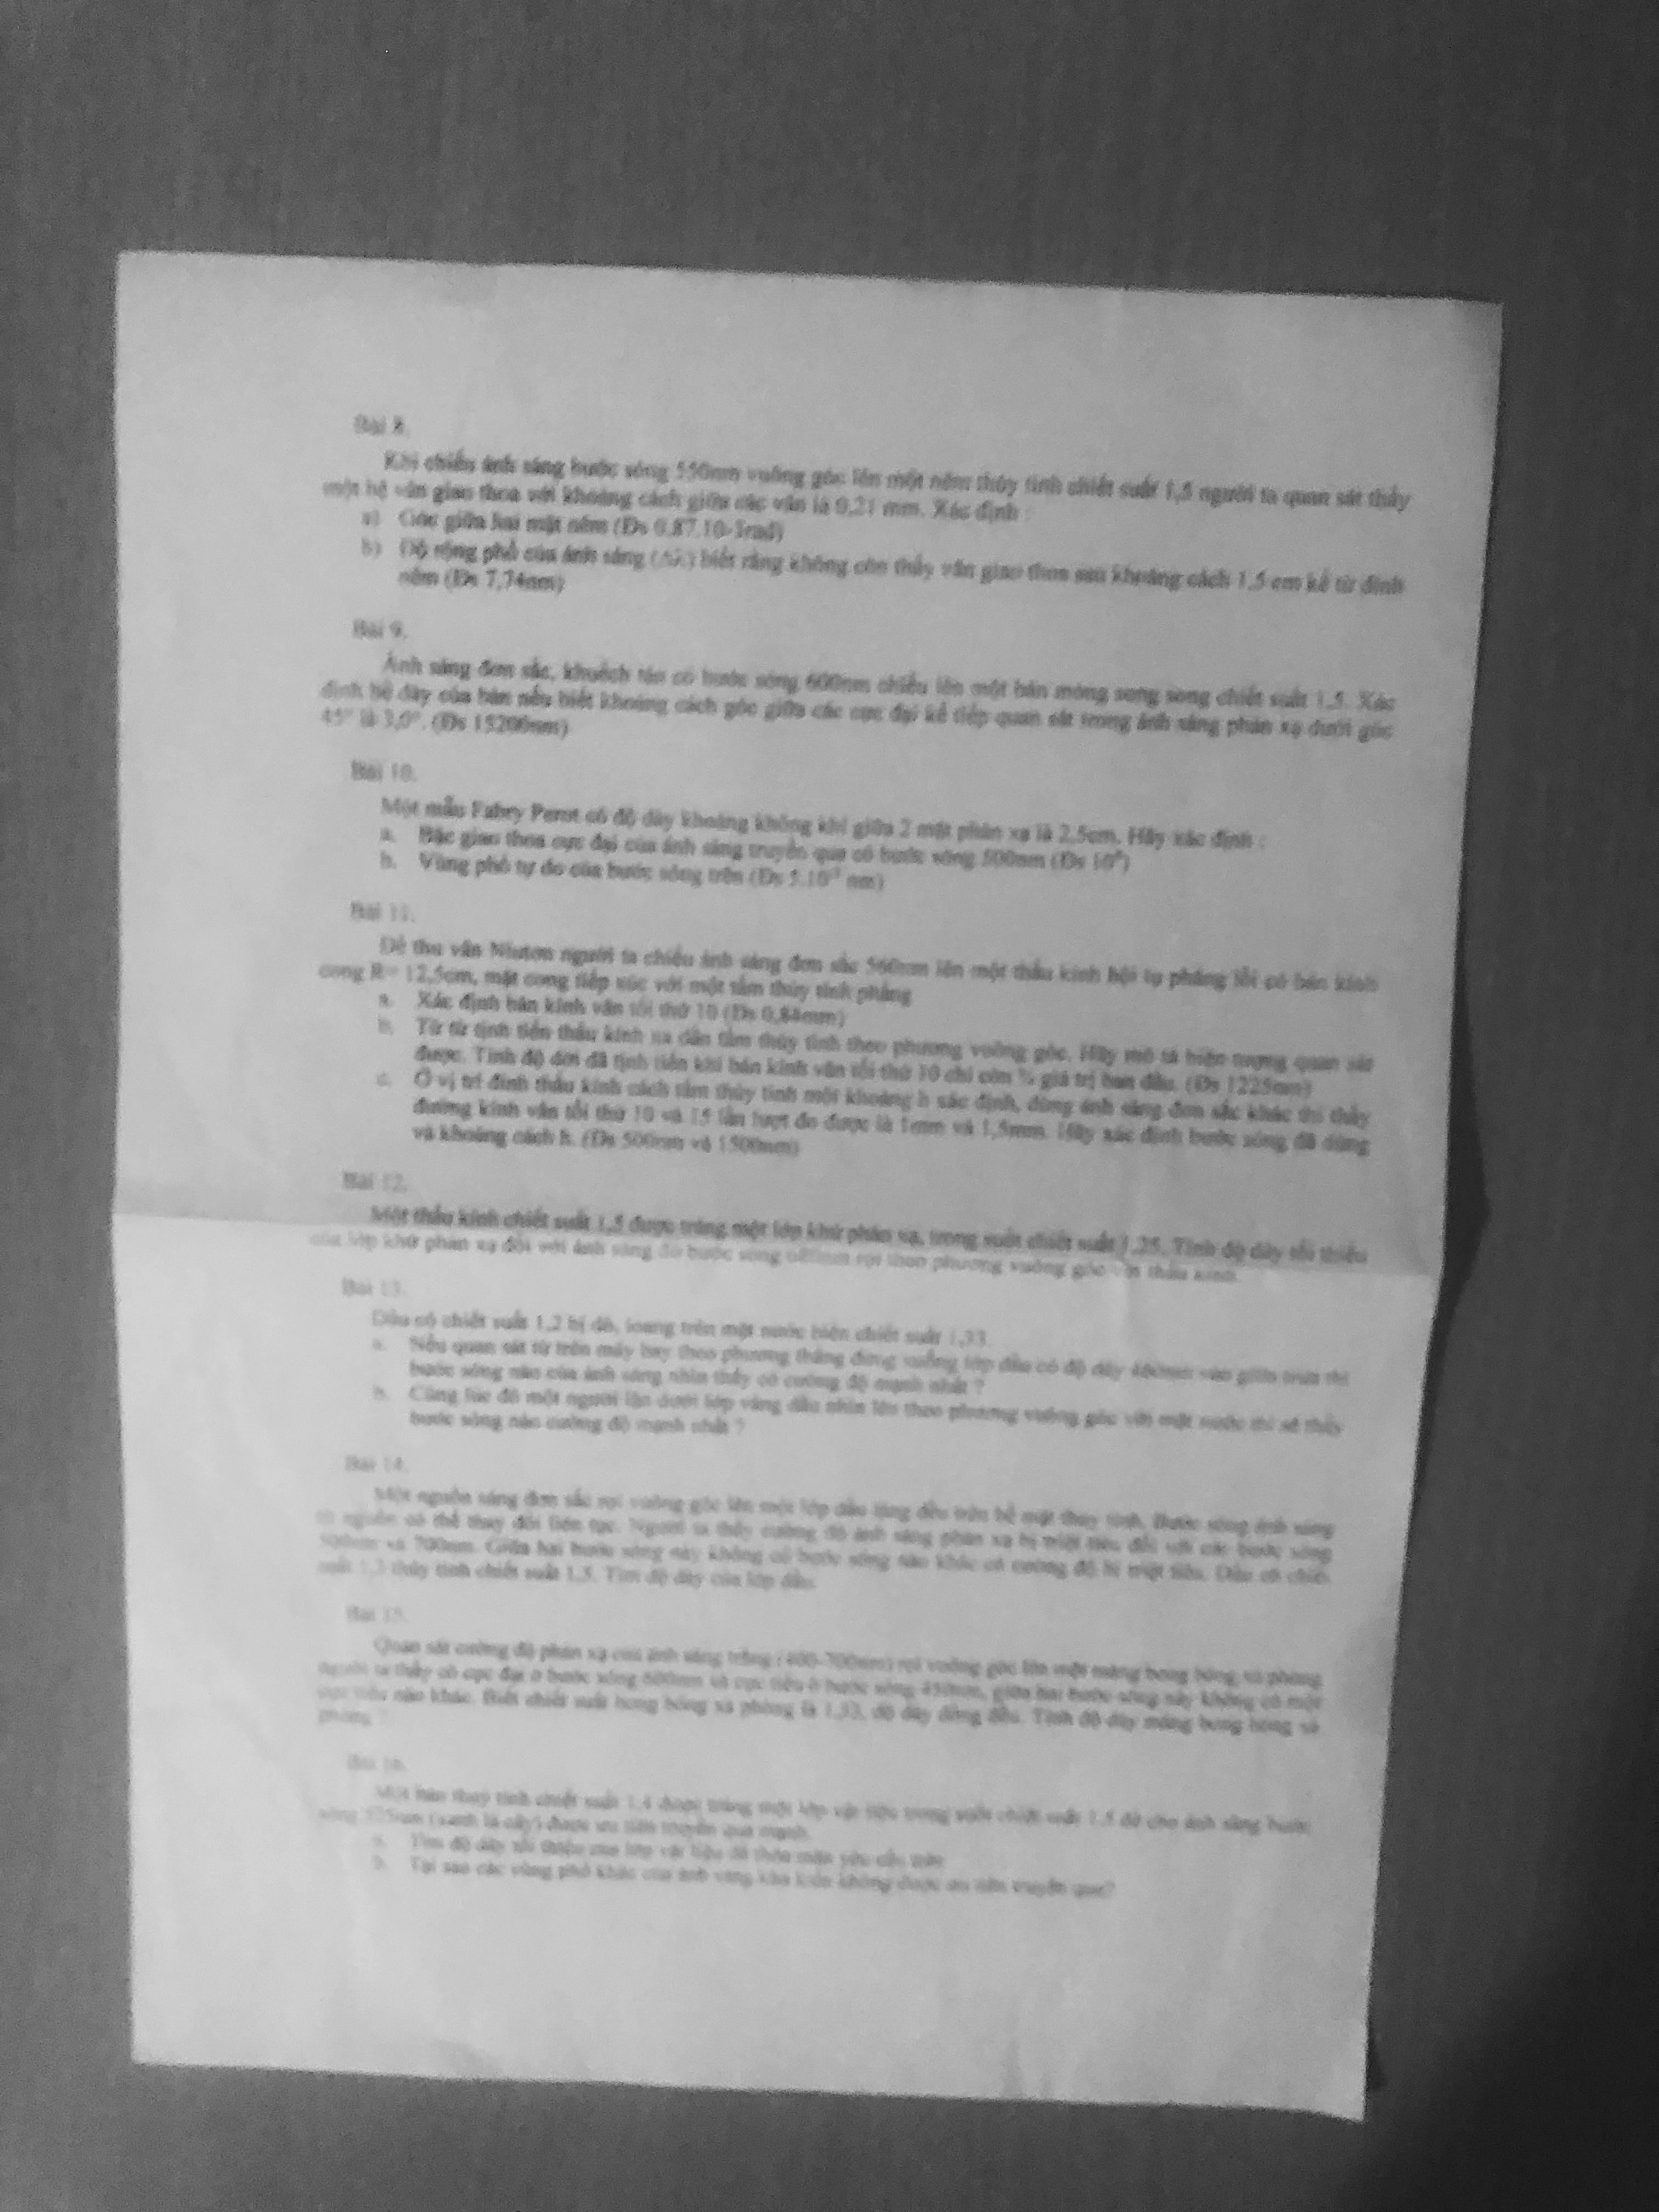 Bài 8.
Khi chiếu ánh sáng bước sóng 550nm vuông góc lên một nêm thủy tinh chiết suất 1,5 người ta quan sát thấy
một hệ vân giao thoa với khoảng cách giữa các vân là 0,21 mm. Xác định :
a) Góc giữa hai mặt nêm (Đs 0,87.10-3rad)
b) Độ rộng phổ của ánh sáng (Δλ) biết rằng không còn thấy vân giao thoa sau khoảng cách 1,5 cm kể từ đỉnh
nêm (Đs 7,74nm)
Bài 9.
Ánh sáng đơn sắc, khuếch tán có bước sóng 600nm chiếu lên một bản mỏng song song chiết suất 1,5. Xác
định bề dày của bản nếu biết khoảng cách góc giữa các cực đại kế tiếp quan sát trong ánh sáng phản xạ dưới góc
45° là 3,0°. (Đs 15200nm)
Bài 10.
Một mẫu Fabry Perot có độ dày khoảng không khí giữa 2 mặt phản xạ là 2,5cm. Hãy xác định :
a. Bậc giao thoa cực đại của ánh sáng truyền qua có bước sóng 500nm (Đs 10⁵)
b. Vùng phổ tự do của bước sóng trên (Đs 5.10⁻³ nm)
Bài 11.
Để thu vân Niuton người ta chiếu ánh sáng đơn sắc 560nm lên một thấu kính hội tụ phẳng lồi có bán kính
cong R= 12,5cm, mặt cong tiếp xúc với một tấm thủy tinh phẳng
a. Xác định bán kính vân tối thứ 10 (Đs 0,84mm)
b. Từ từ tịnh tiến thấu kính xa dần tấm thủy tinh theo phương vuông góc. Hãy mô tả hiện tượng quan sát
được. Tính độ dời đã tịnh tiến khi bán kính vân tối thứ 10 chỉ còn giá trị ban đầu. (Đs 1225nm)
c. Ở vị trí đỉnh thấu kính cách tấm thủy tinh một khoảng h xác định, dùng ánh sáng đơn sắc khác thì thấy
đường kính vân tối thứ 10 và 15 lần lượt đo được là 1mm và 1,5mm. Hãy xác định bước sóng đã dùng
và khoảng cách h. (Đs 500nm và 1500nm)
Bài 12.
Một thấu kính chiết suất 1,5 được tráng một lớp khử phản xạ, trong suốt chiết suất 1,25. Tính độ dày tối thiểu
của lớp khử phản xạ đối với ánh sáng đỏ bước sóng rọi theo phương vuông góc với thấu kính.
Bài 13.
Dầu có chiết suất 1,2 bị đổ, loang trên mặt nước biển chiết suất 1,33.
a. Nếu quan sát từ trên máy bay theo phương thẳng đứng xuống lớp dầu có độ dày vào giữa trưa thì
bước sóng nào của ánh sáng nhìn thấy có cường độ mạnh nhất ?
b. Cùng lúc đó một người lặn dưới lớp váng dầu nhìn lên theo phương vuông góc với mặt nước thì sẽ thấy
bước sóng nào cường độ mạnh nhất ?
Bài 14.
Một nguồn sáng đơn sắc rọi vuông góc lên một lớp dầu láng đều trên bề mặt thủy tinh. Bước sóng ánh sáng
từ nguồn có thể thay đổi liên tục. Người ta thấy cường độ ánh sáng phản xạ bị triệt tiêu đối với các bước sóng
500nm và 700nm. Giữa hai bước sóng này không có bước sóng nào khác có cường độ bị triệt tiêu. Dầu có chiết
suất 1,3 thủy tinh chiết suất 1,5. Tìm độ dày của lớp dầu.
Bài 15.
Quan sát cường độ phản xạ của ánh sáng trắng (400-700nm) rọi vuông góc lên một màng bong bóng xà phòng,
người ta thấy có cực đại ở bước sóng 600nm và cực tiểu ở bước sóng 450nm, giữa hai bước sóng này không có một
cực tiểu nào khác. Biết chiết suất bong bóng xà phòng là 1,33, độ dày đồng đều. Tính độ dày màng bong bóng xà
phòng ?
Bài 16.
Một bản thuỷ tinh chiết suất 1,4 được tráng một lớp vật liệu trong suốt chiết suất 1,5 để cho ánh sáng bước
sóng 525nm (xanh lá cây) được ưu tiên truyền qua mạnh.
a. Tìm độ dày tối thiểu của lớp vật liệu để thỏa mãn yêu cầu trên
b. Tại sao các vùng phổ khác của ánh sáng khả kiến không được ưu tiên truyền qua?